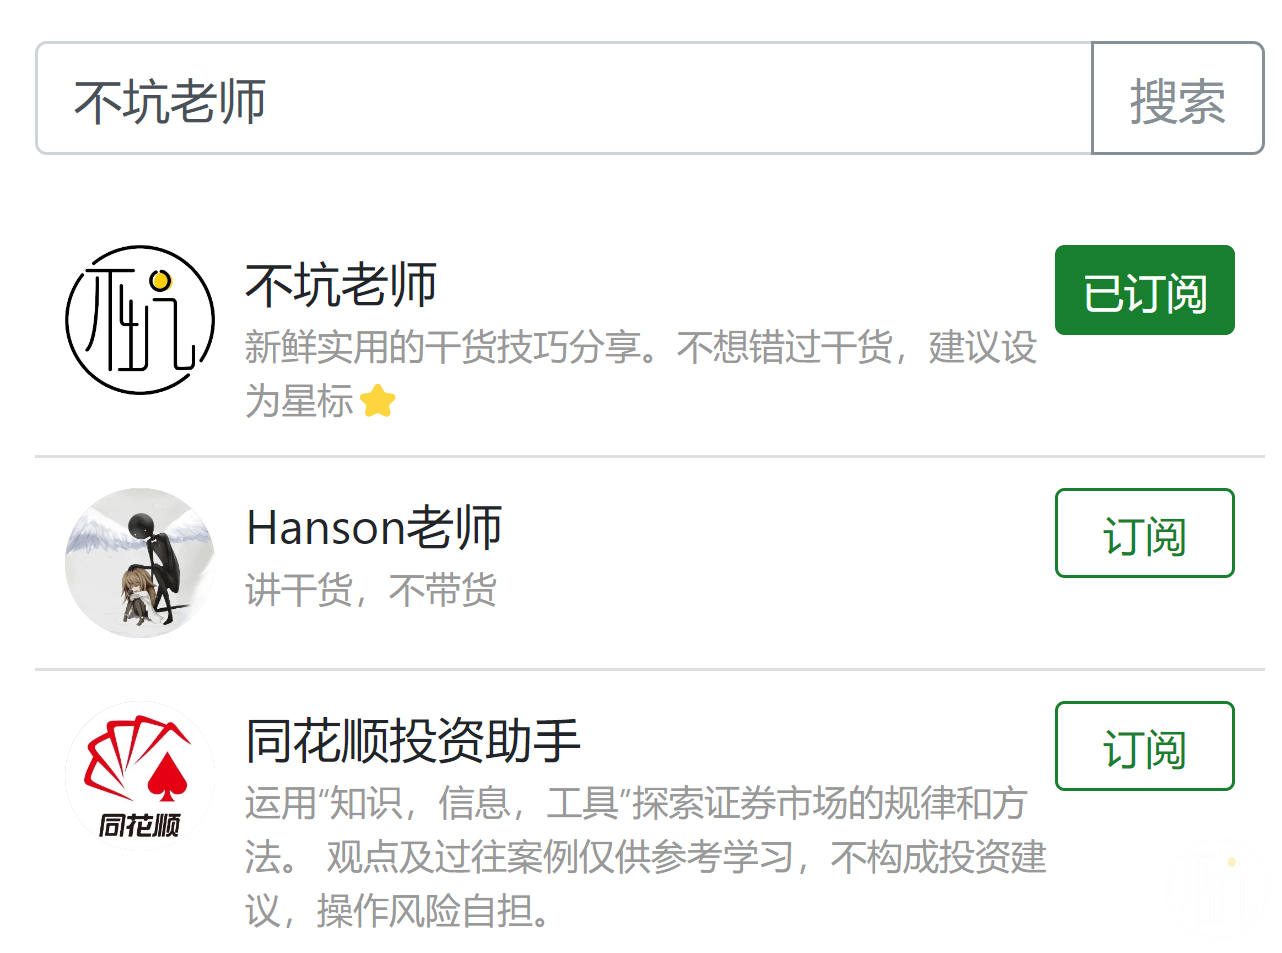 不坑老师
搜索
不坑老师
已订阅
新鲜实用的干货技巧分享。不想错过干货，建议设
为星标⭐
Hanson老师
订阅
讲干货，不带货
同花顺投资助手
订阅
运用“知识，信息，工具”探索证券市场的规律和方
法。 观点及过往案例仅供参考学习，不构成投资建
议，操作风险自担。
同花顺